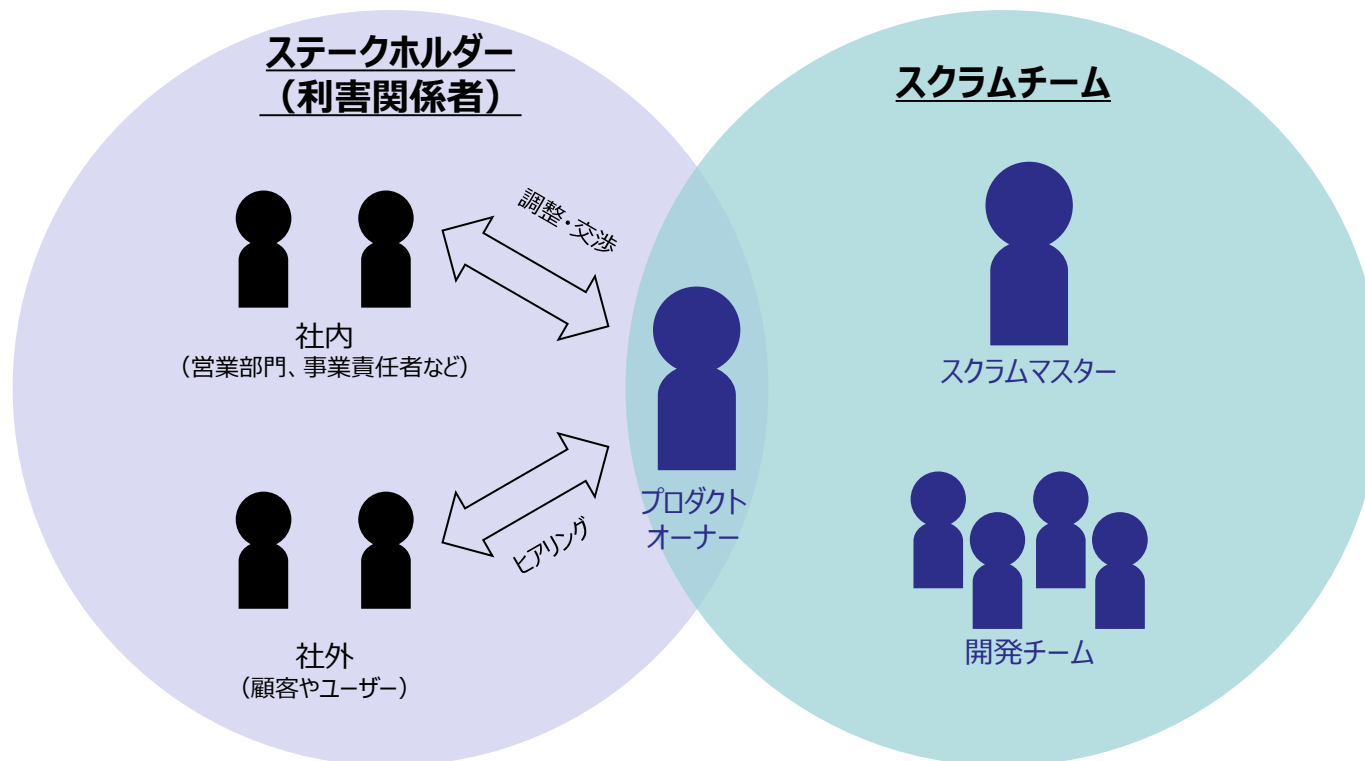 ステークホルダー
（利害関係者）
スクラムチーム
調整・交渉
社内
（営業部門、事業責任者など）
スクラムマスター
プロダクト
オーナー
ヒアリング
社外
（顧客やユーザー）
開発チーム